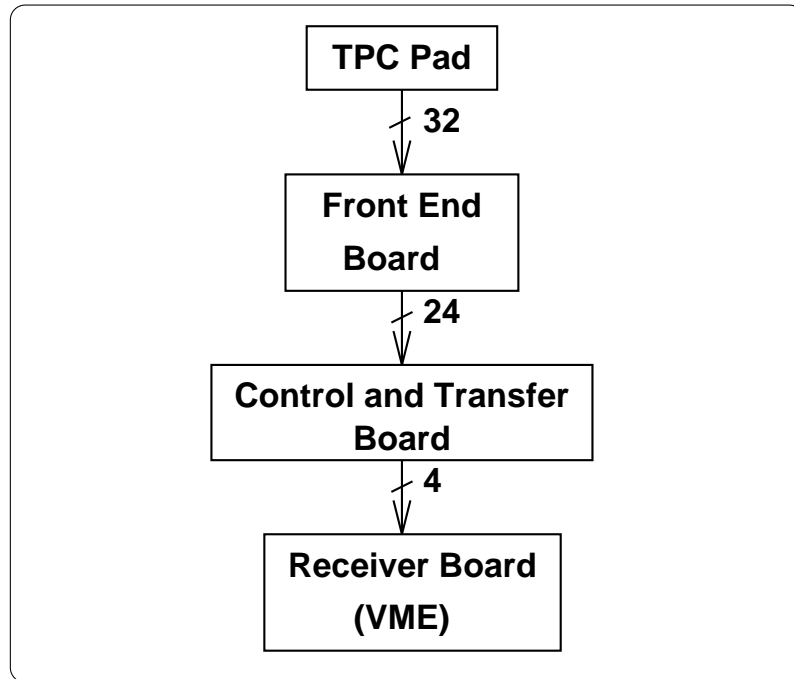 TPC Pad
32
Front End
Board
24
Control and Transfer
Board
4
Receiver Board
(VME)